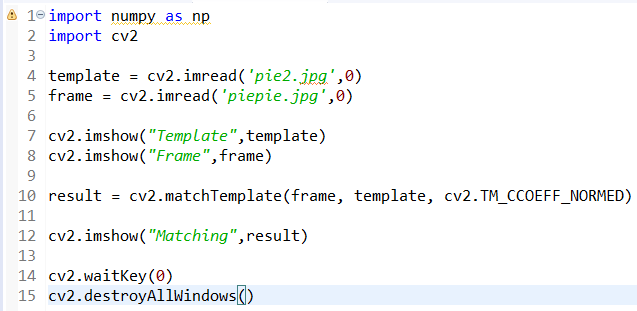 1 import numpy as np
2 import cv2
3
4 template = cv2.imread('pie2.jpg',0)
5 frame = cv2.imread('piepie.jpg',0)
6
7 cv2.imshow("Template",template)
8 cv2.imshow("Frame",frame)
9
10 result = cv2.matchTemplate(frame, template, cv2.TM_CCOEFF_NORMED)
11
12 cv2.imshow("Matching",result)
13
14 cv2.waitKey(0)
15 cv2.destroyAllWindows()